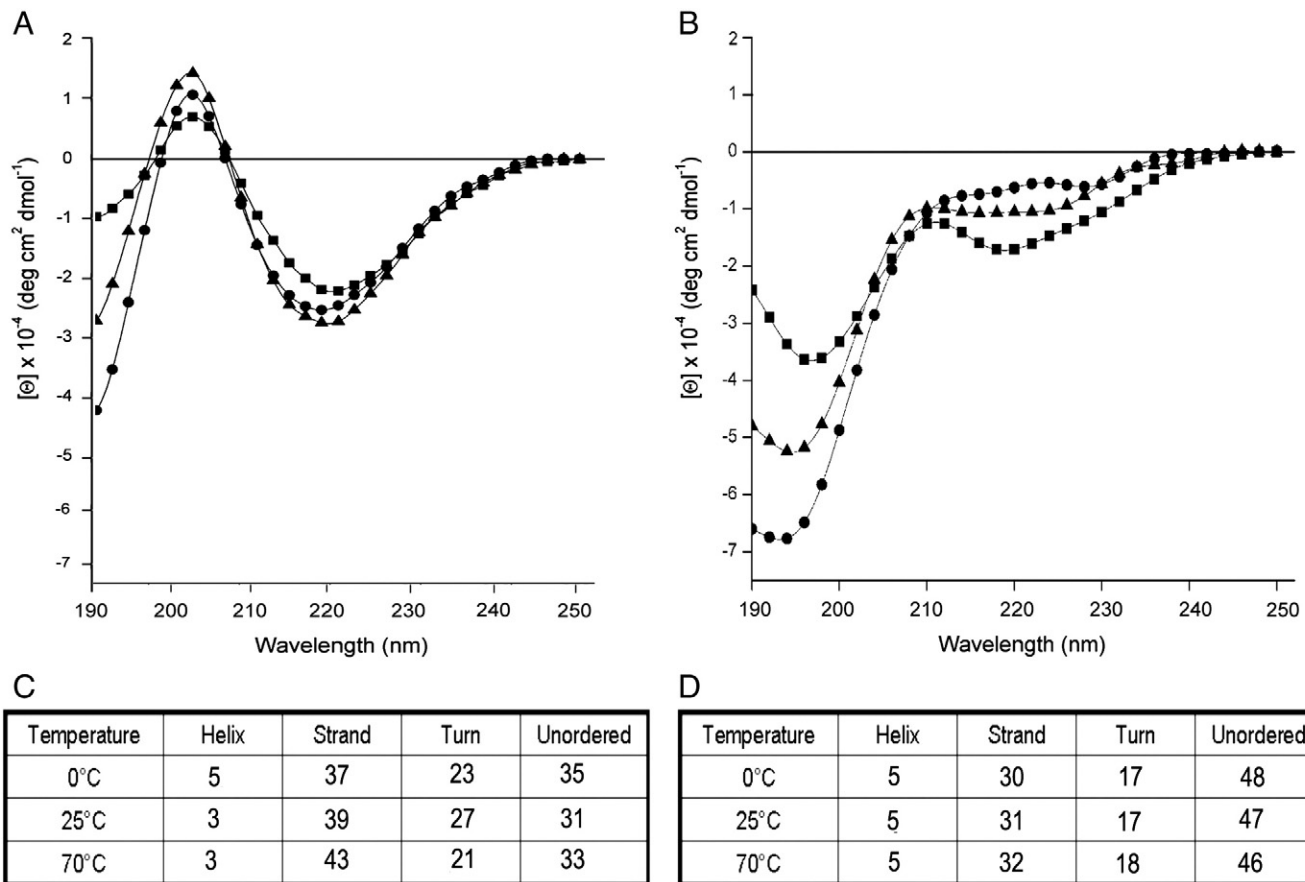 A
2
1
0
-1
-2
-3
-4
-5
-6
-7
[Θ] x 10⁻⁴ (deg cm² dmol⁻¹)
190 200 210 220 230 240 250
Wavelength (nm)
B
2
1
0
-1
-2
-3
-4
-5
-6
-7
[Θ] x 10⁻⁴ (deg cm² dmol⁻¹)
190 200 210 220 230 240 250
Wavelength (nm)
C
Temperature Helix Strand Turn Unordered
0°C 5 37 23 35
25°C 3 39 27 31
70°C 3 43 21 33
D
Temperature Helix Strand Turn Unordered
0°C 5 30 17 48
25°C 5 31 17 47
70°C 5 32 18 46